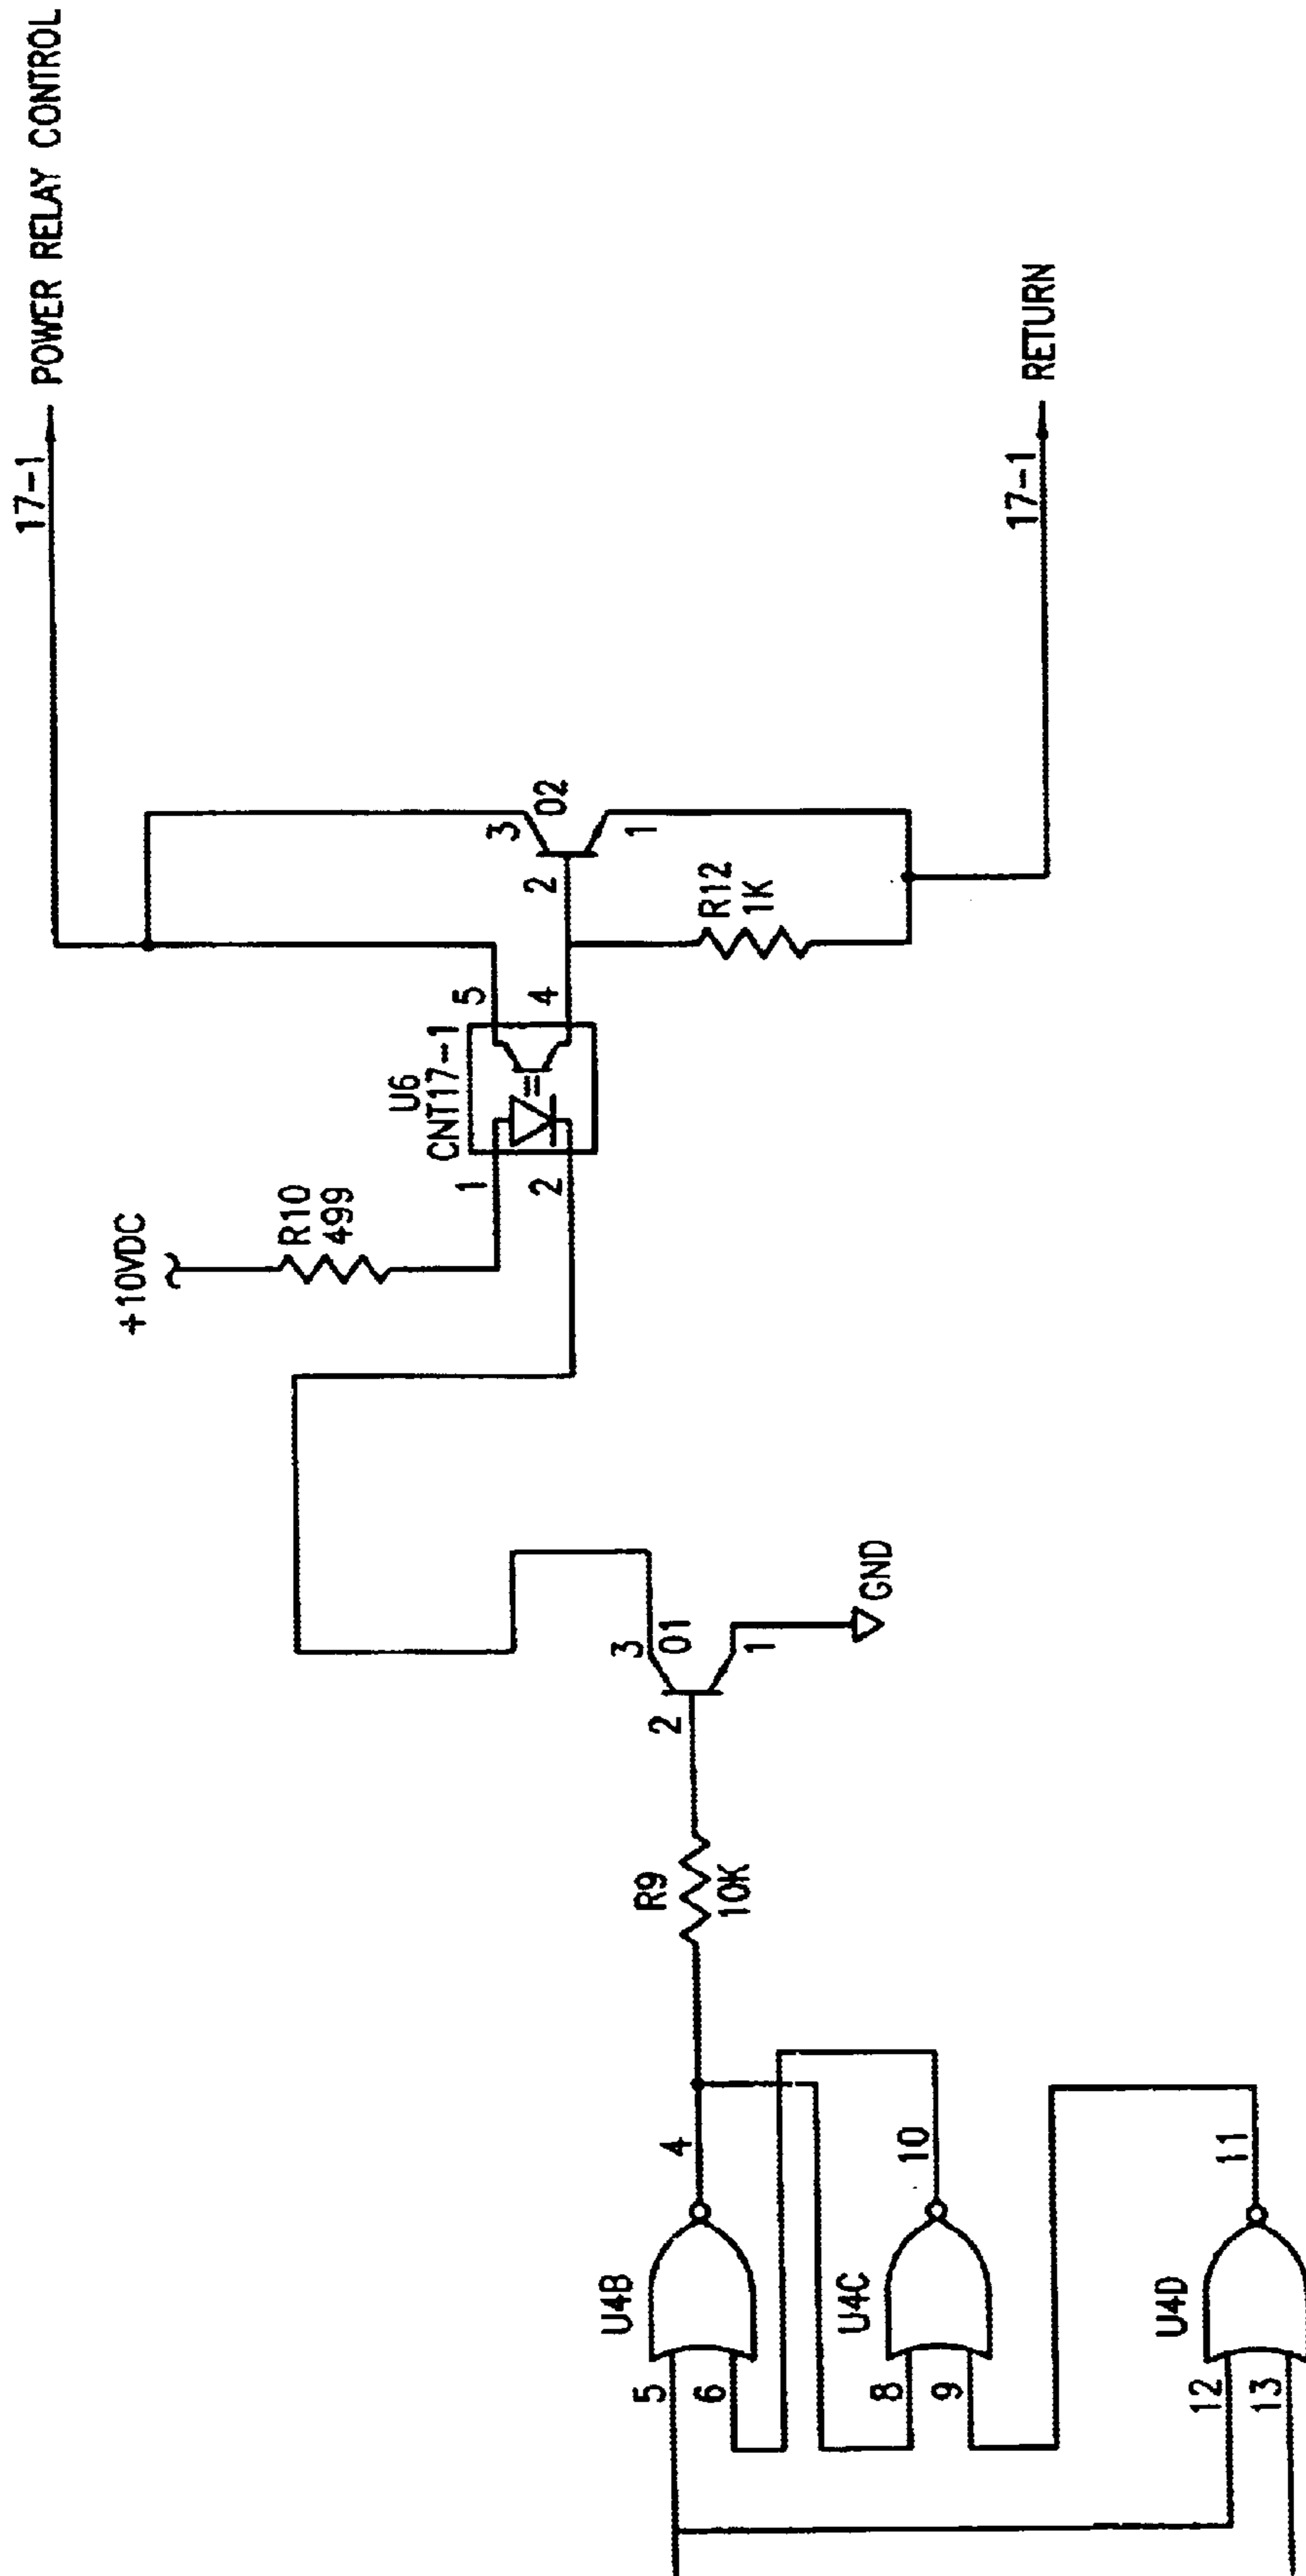 17-1
POWER RELAY CONTROL
+10VDC
R10
499
U6
CNT17-1
1
2
5
4
3
02
2
1
R12
1K
17-1
RETURN
3
01
2
1
GND
R9
10K
U4B
5
6
4
U4C
8
9
10
U4D
12
13
11